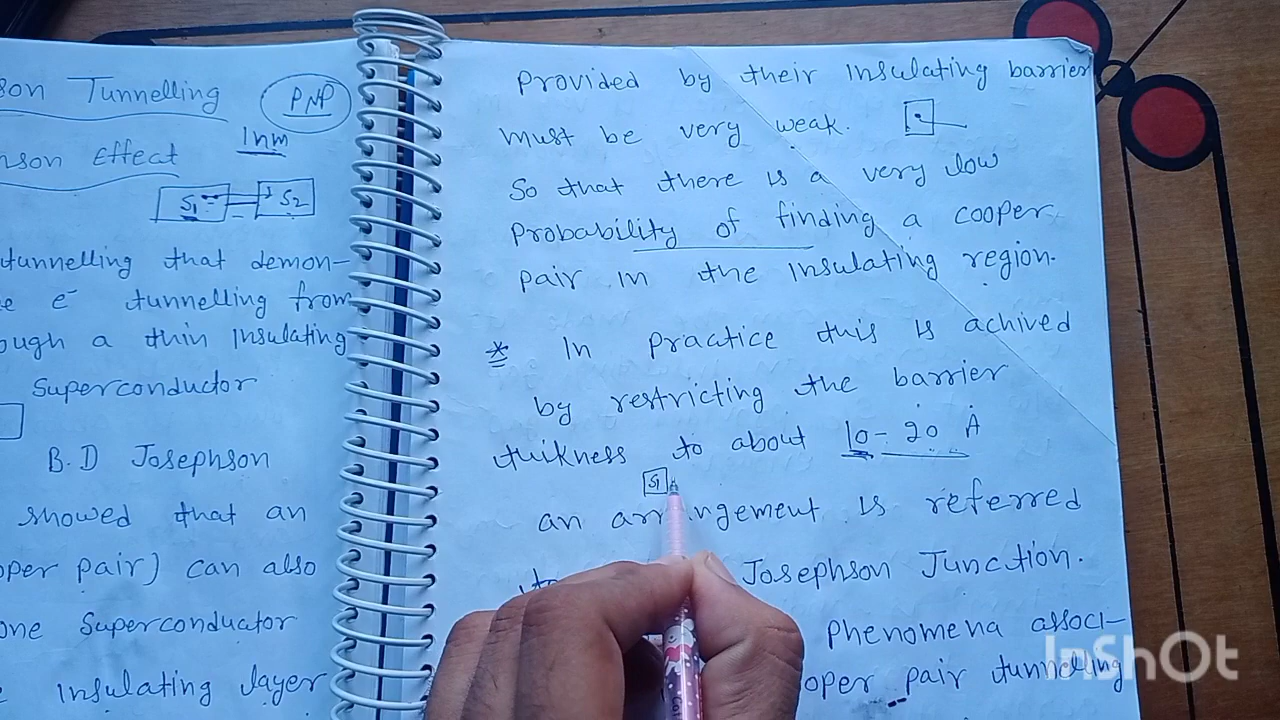 son Tunnelling
PNP
nson Effect
1nm
S1
S2
tunnelling that demon-
e e- tunnelling from
ough a thin Insulating
Superconductor
B.D Josephson
showed that an
oper pair) can also
one Superconductor
Insulating layer
Provided by their insulating barrier
must be very weak.
So that there is a very low
Probability of finding a cooper
pair in the insulating region.
* In practice this is achived
by restricting the barrier
thikness to about 10-20 Å
S1
an arrangement is referred
Josephson Junction.
Phenomena associ-
oper pair tunnelling
InShOt